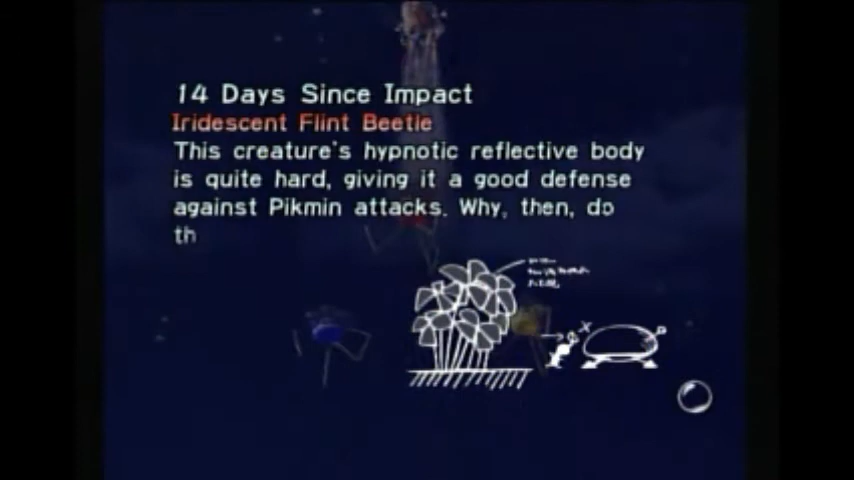 14 Days Since Impact
Iridescent Flint Beetle
This creature's hypnotic reflective body
is quite hard, giving it a good defense
against Pikmin attacks. Why, then, do
th